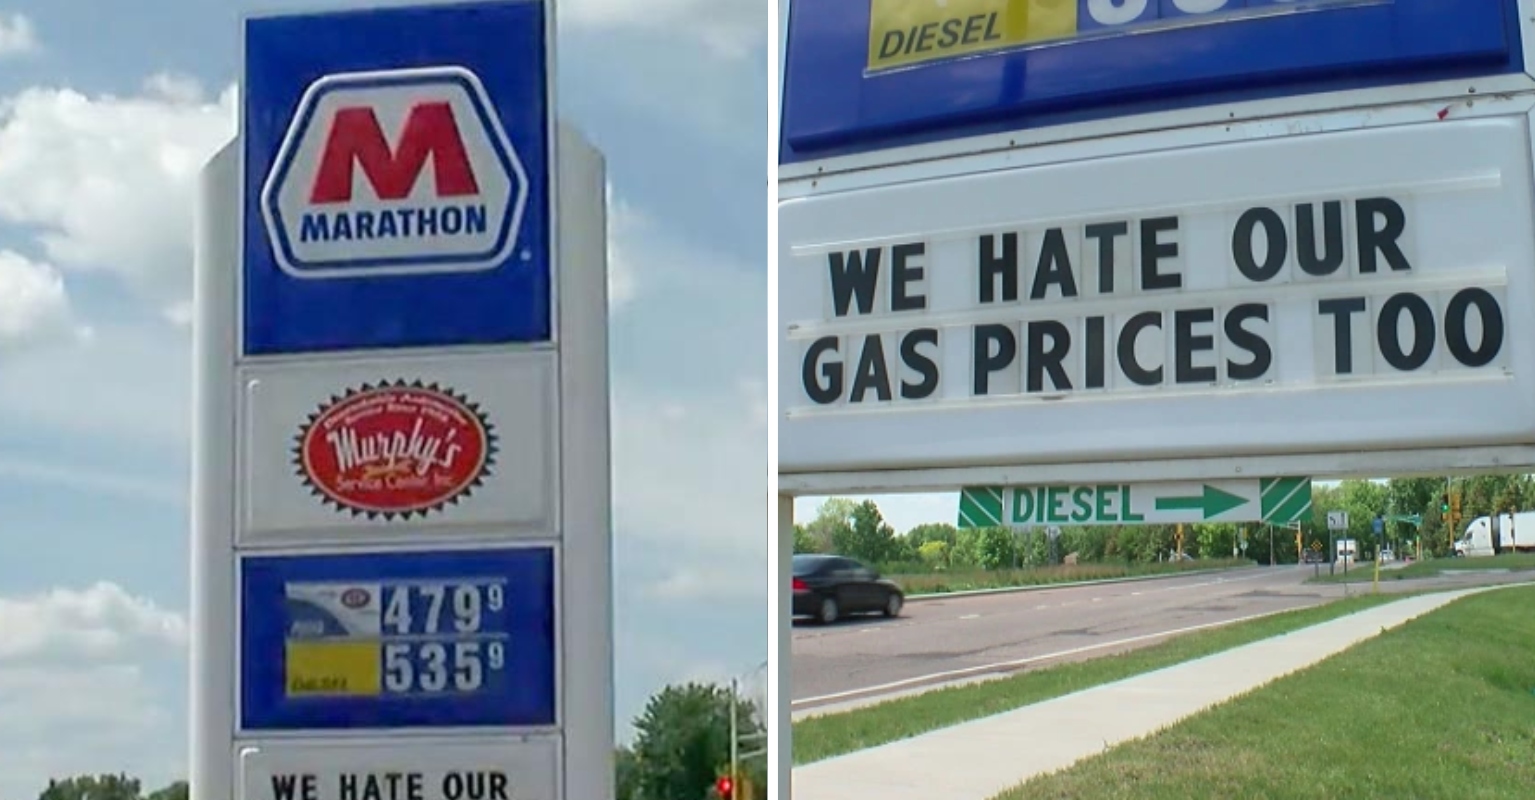 M
MARATHON
Murphy's
Service Center Inc
479 9
535 9
DIESEL
WE HATE OUR
DIESEL
WE HATE OUR
GAS PRICES TOO
DIESEL